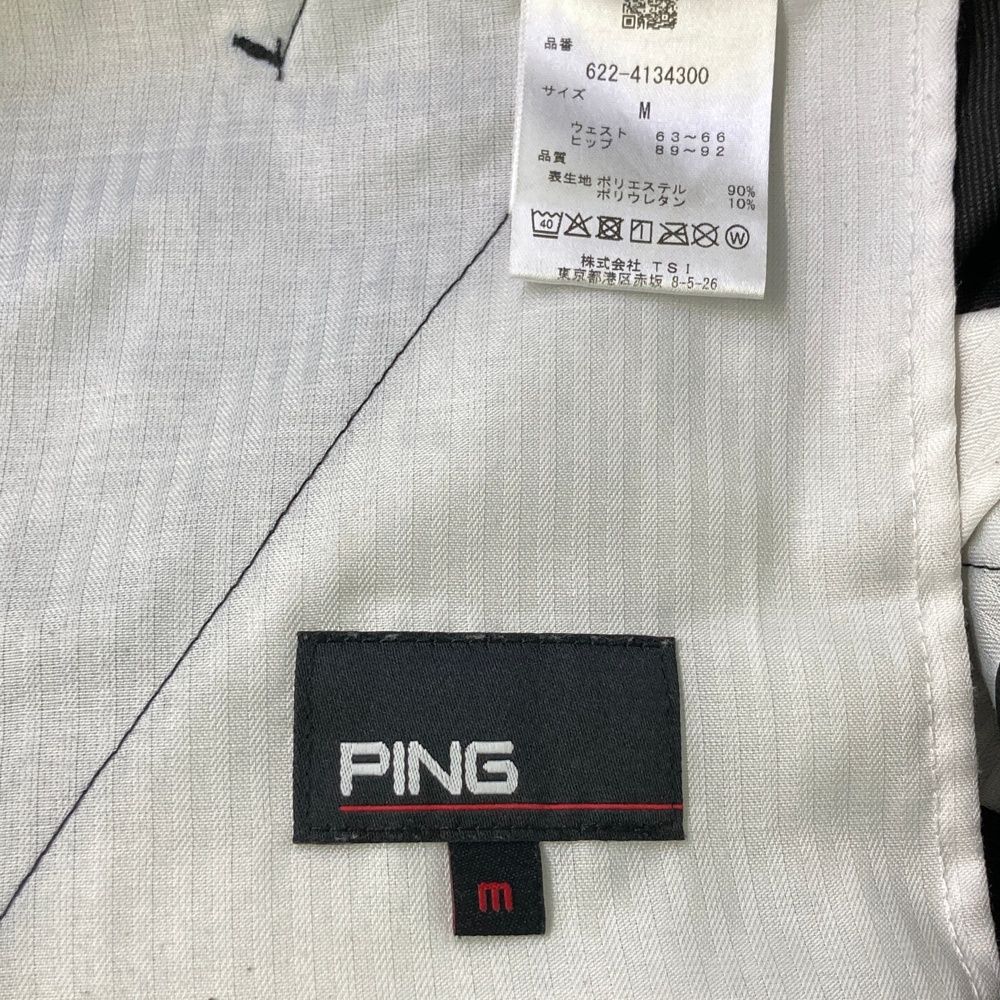 品番
622-4134300
サイズ
M
ウェスト 63～66
ヒップ 89～92
品質
表生地 ポリエステル 90%
ポリウレタン 10%
40
W
株式会社 TSI
東京都港区赤坂 8-5-26
PING
m